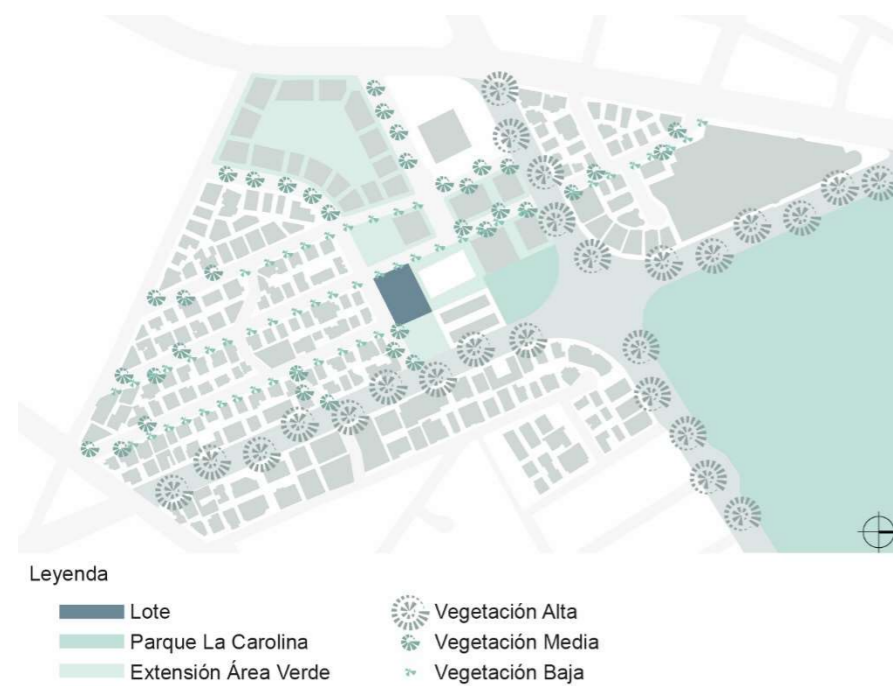 Leyenda
Lote
Parque La Carolina
Extensión Área Verde
Vegetación Alta
Vegetación Media
Vegetación Baja